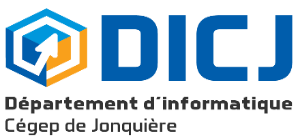 DICJ
Département d'informatique
Cégep de Jonquière